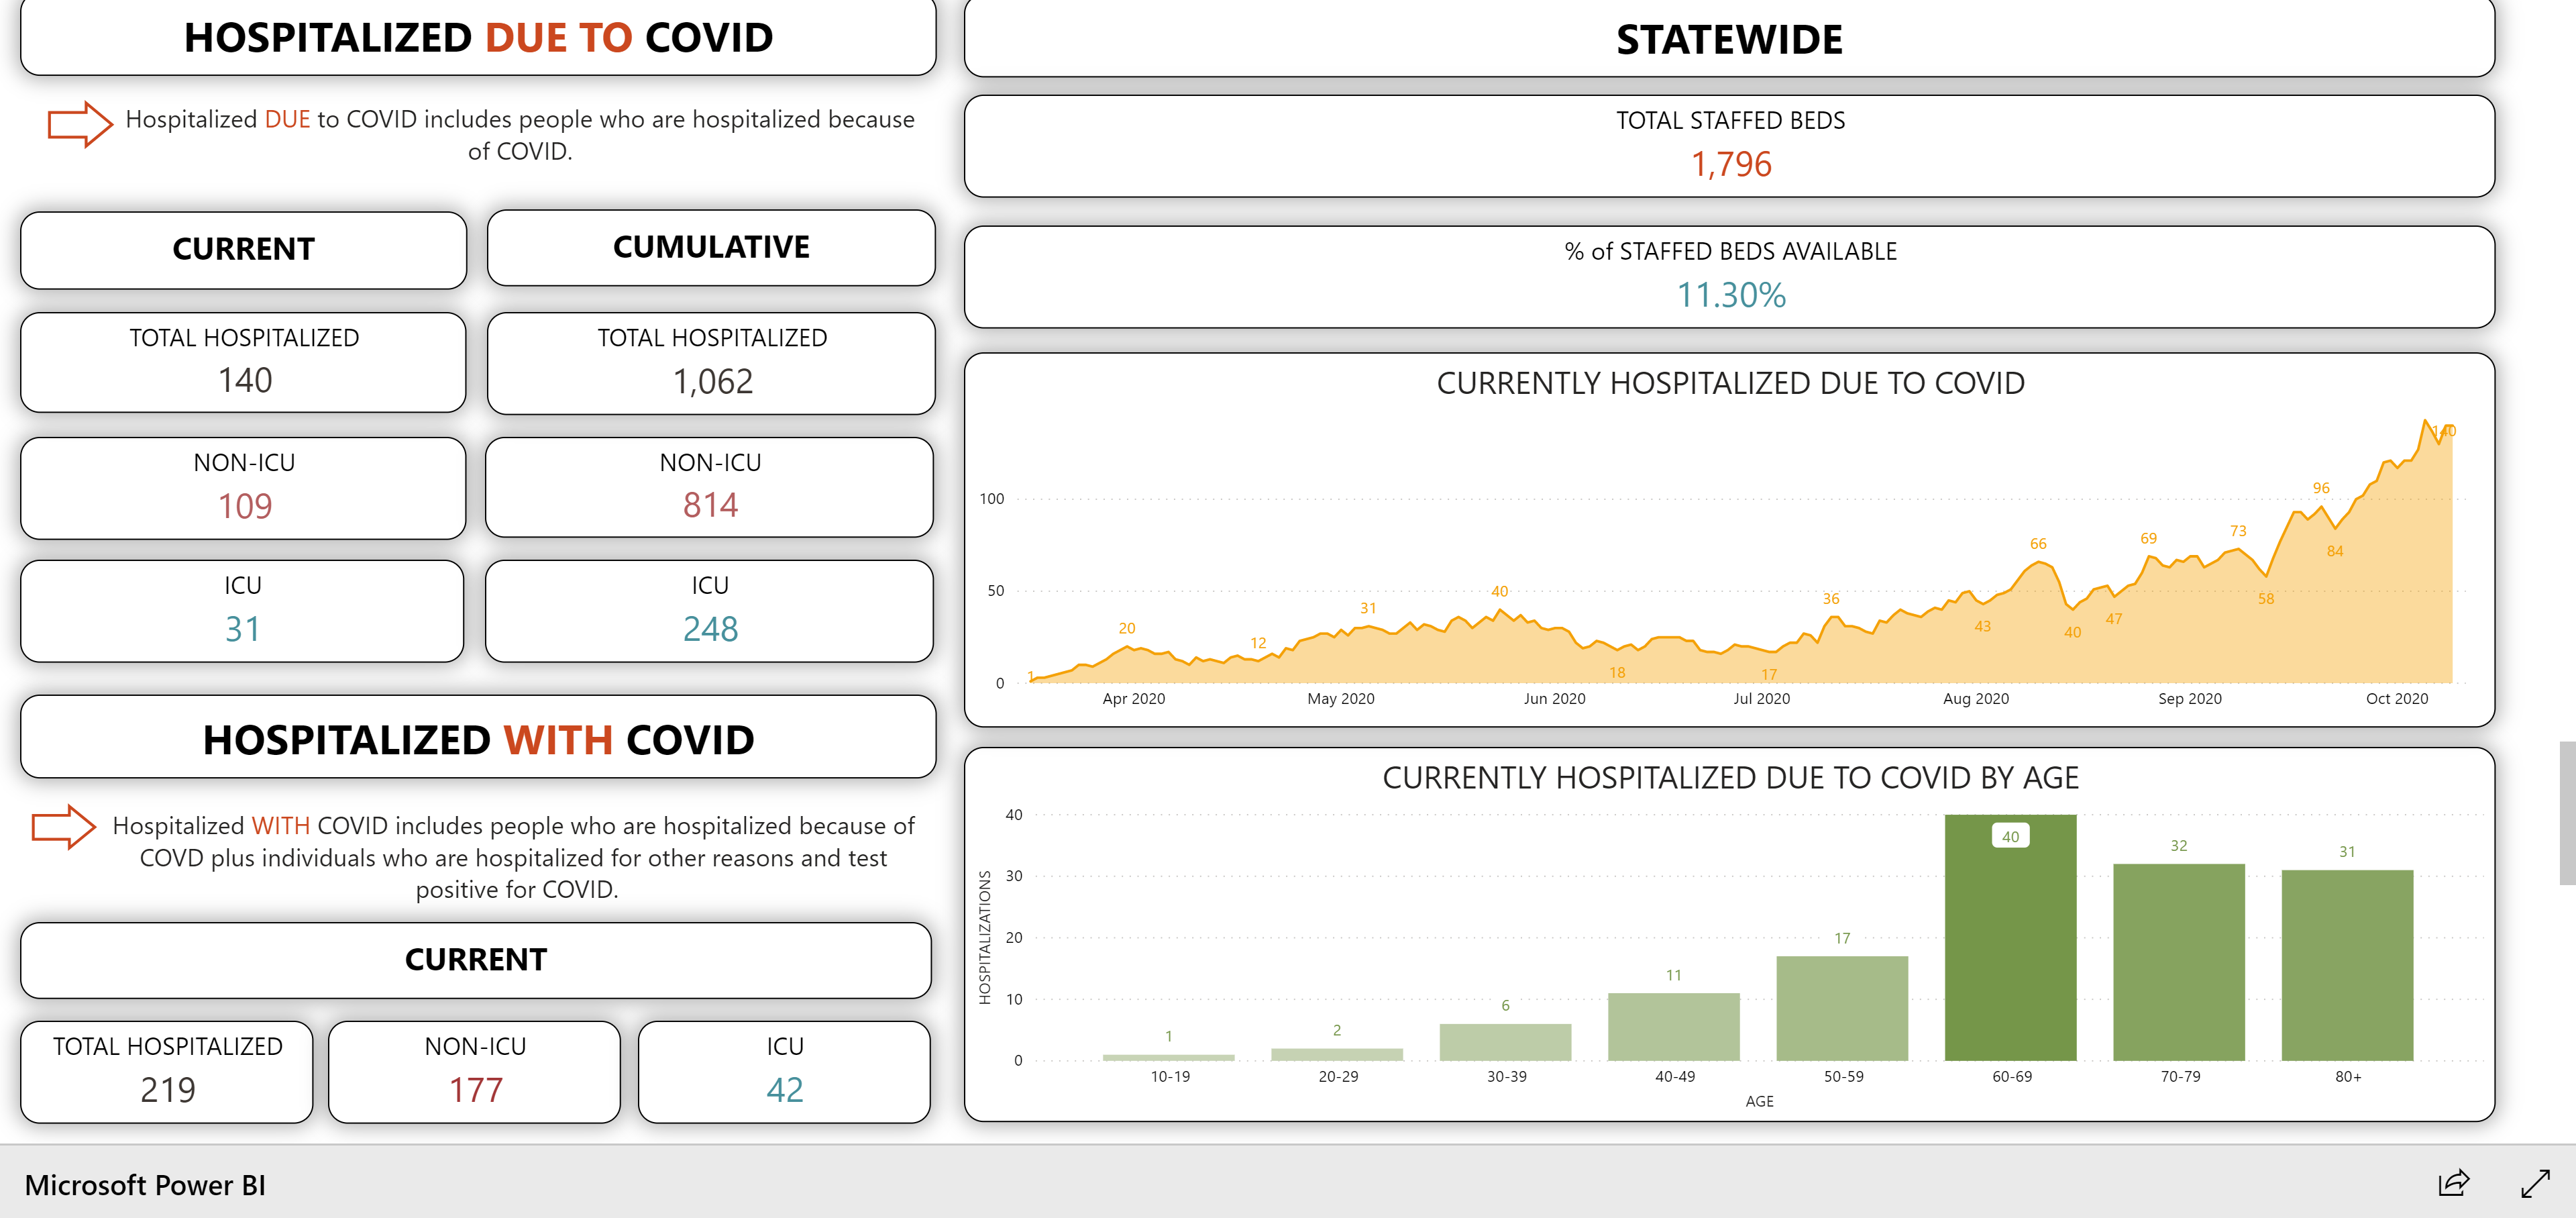 HOSPITALIZED DUE TO COVID
Hospitalized DUE to COVID includes people who are hospitalized because
of COVID.
CURRENT
CUMULATIVE
TOTAL HOSPITALIZED
140
TOTAL HOSPITALIZED
1,062
NON-ICU
109
NON-ICU
814
ICU
31
ICU
248
HOSPITALIZED WITH COVID
Hospitalized WITH COVID includes people who are hospitalized because of
COVD plus individuals who are hospitalized for other reasons and test
positive for COVID.
CURRENT
TOTAL HOSPITALIZED
219
NON-ICU
177
ICU
42
STATEWIDE
TOTAL STAFFED BEDS
1,796
% of STAFFED BEDS AVAILABLE
11.30%
CURRENTLY HOSPITALIZED DUE TO COVID
100
50
0
1
20
12
31
40
18
17
36
43
66
40
47
69
73
58
96
84
140
Apr 2020 May 2020 Jun 2020 Jul 2020 Aug 2020 Sep 2020 Oct 2020
CURRENTLY HOSPITALIZED DUE TO COVID BY AGE
HOSPITALIZATIONS
40
30
20
10
0
1
2
6
11
17
40
32
31
10-19 20-29 30-39 40-49 50-59 60-69 70-79 80+
AGE
Microsoft Power BI